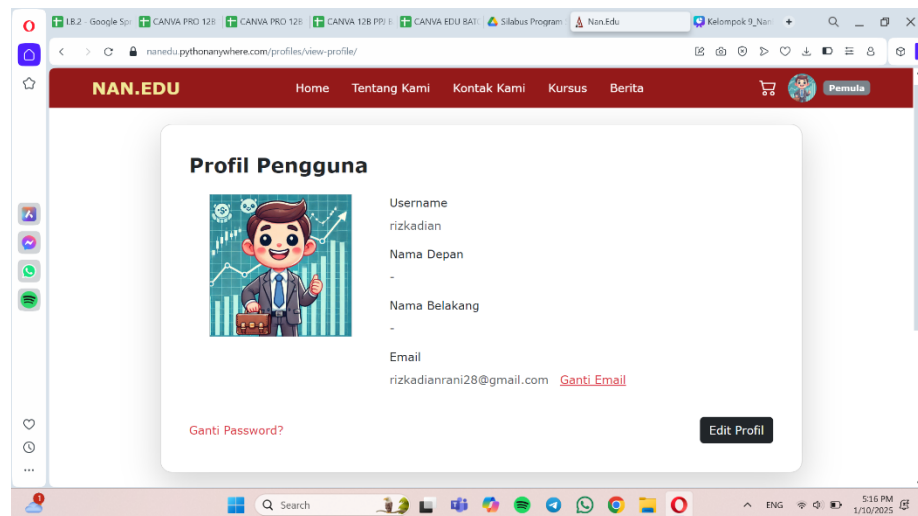 LB.2 - Google Spr
CANVA PRO 128
CANVA PRO 128
CANVA 12B PPJ B
CANVA EDU BATC
Silabus Program
Nan.Edu
Kelompok 9_Nan
nanedu.pythonanywhere.com/profiles/view-profile/
NAN.EDU
Home
Tentang Kami
Kontak Kami
Kursus
Berita
Pemula
Profil Pengguna
Username
rizkadian
Nama Depan
-
Nama Belakang
-
Email
rizkadianrani28@gmail.com Ganti Email
Ganti Password?
Edit Profil
Search
ENG
5:16 PM
1/10/2025